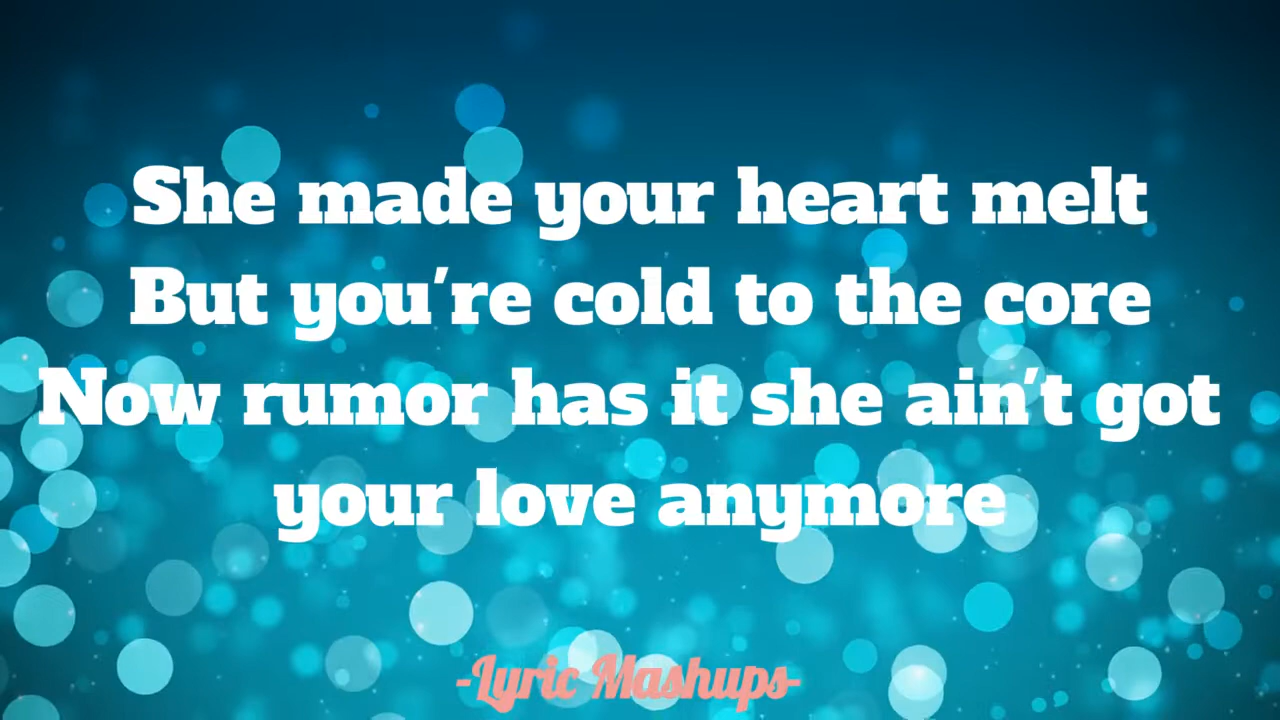 She made your heart melt
But you're cold to the core
Now rumor has it she ain't got
your love anymore
-Lyric Mashups-